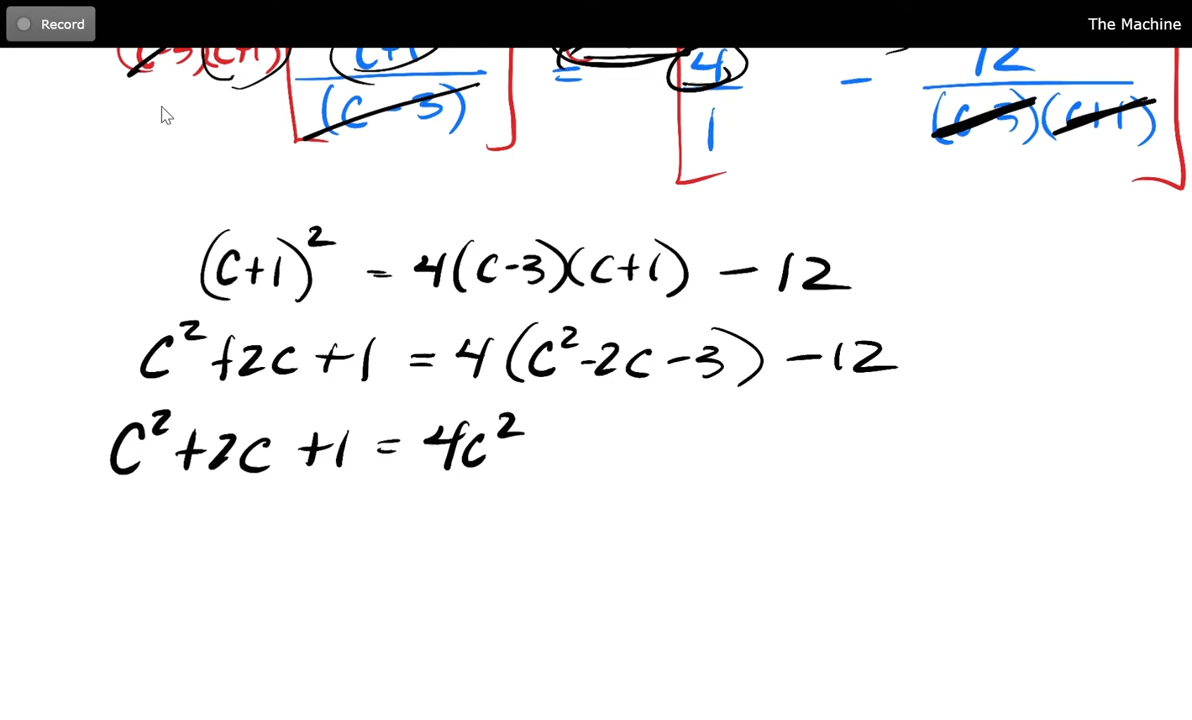 Record
The Machine
4 12
(c-3) = — - —
1 (c-3)(c+1)
(c+1)² = 4(c-3)(c+1) - 12
c² + 2c + 1 = 4(c² - 2c - 3) - 12
c² + 2c + 1 = 4c²